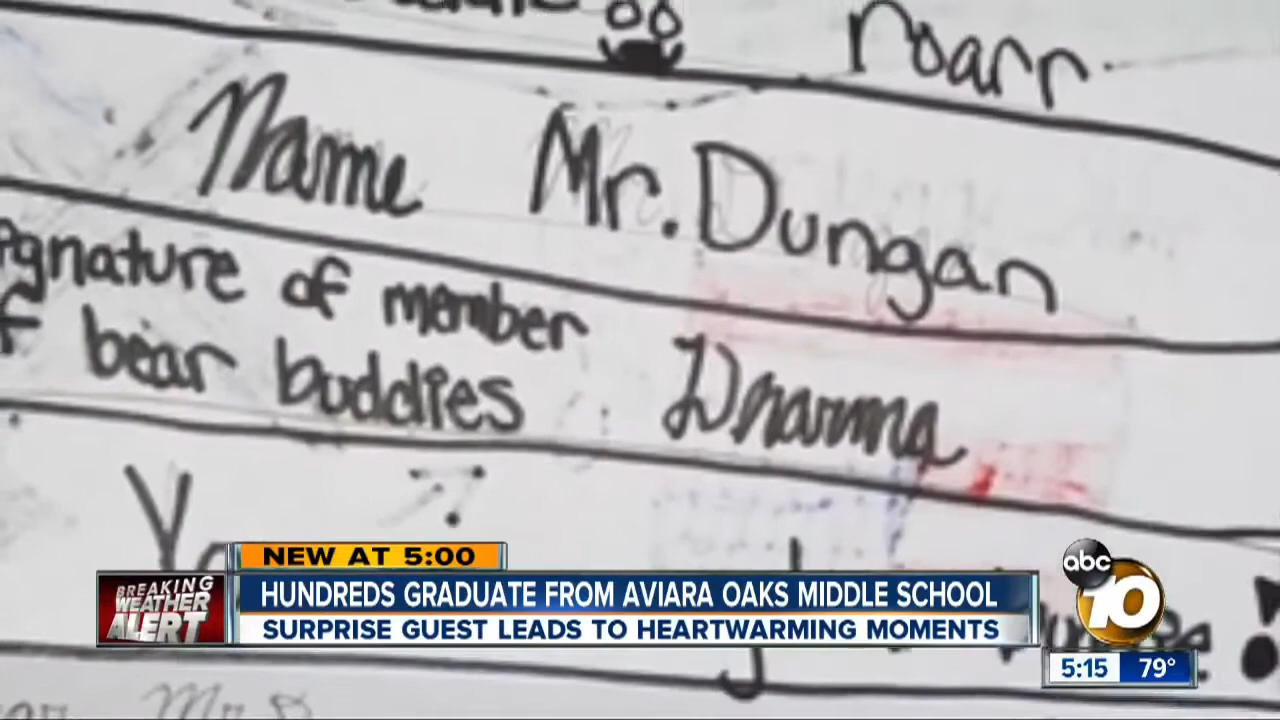 roarr
Name Mr. Dungan
ignature of member
f bear buddies Dharma
NEW AT 5:00
BREAKING
WEATHER
ALERT
HUNDREDS GRADUATE FROM AVIARA OAKS MIDDLE SCHOOL
SURPRISE GUEST LEADS TO HEARTWARMING MOMENTS
abc
10
5:15 79°